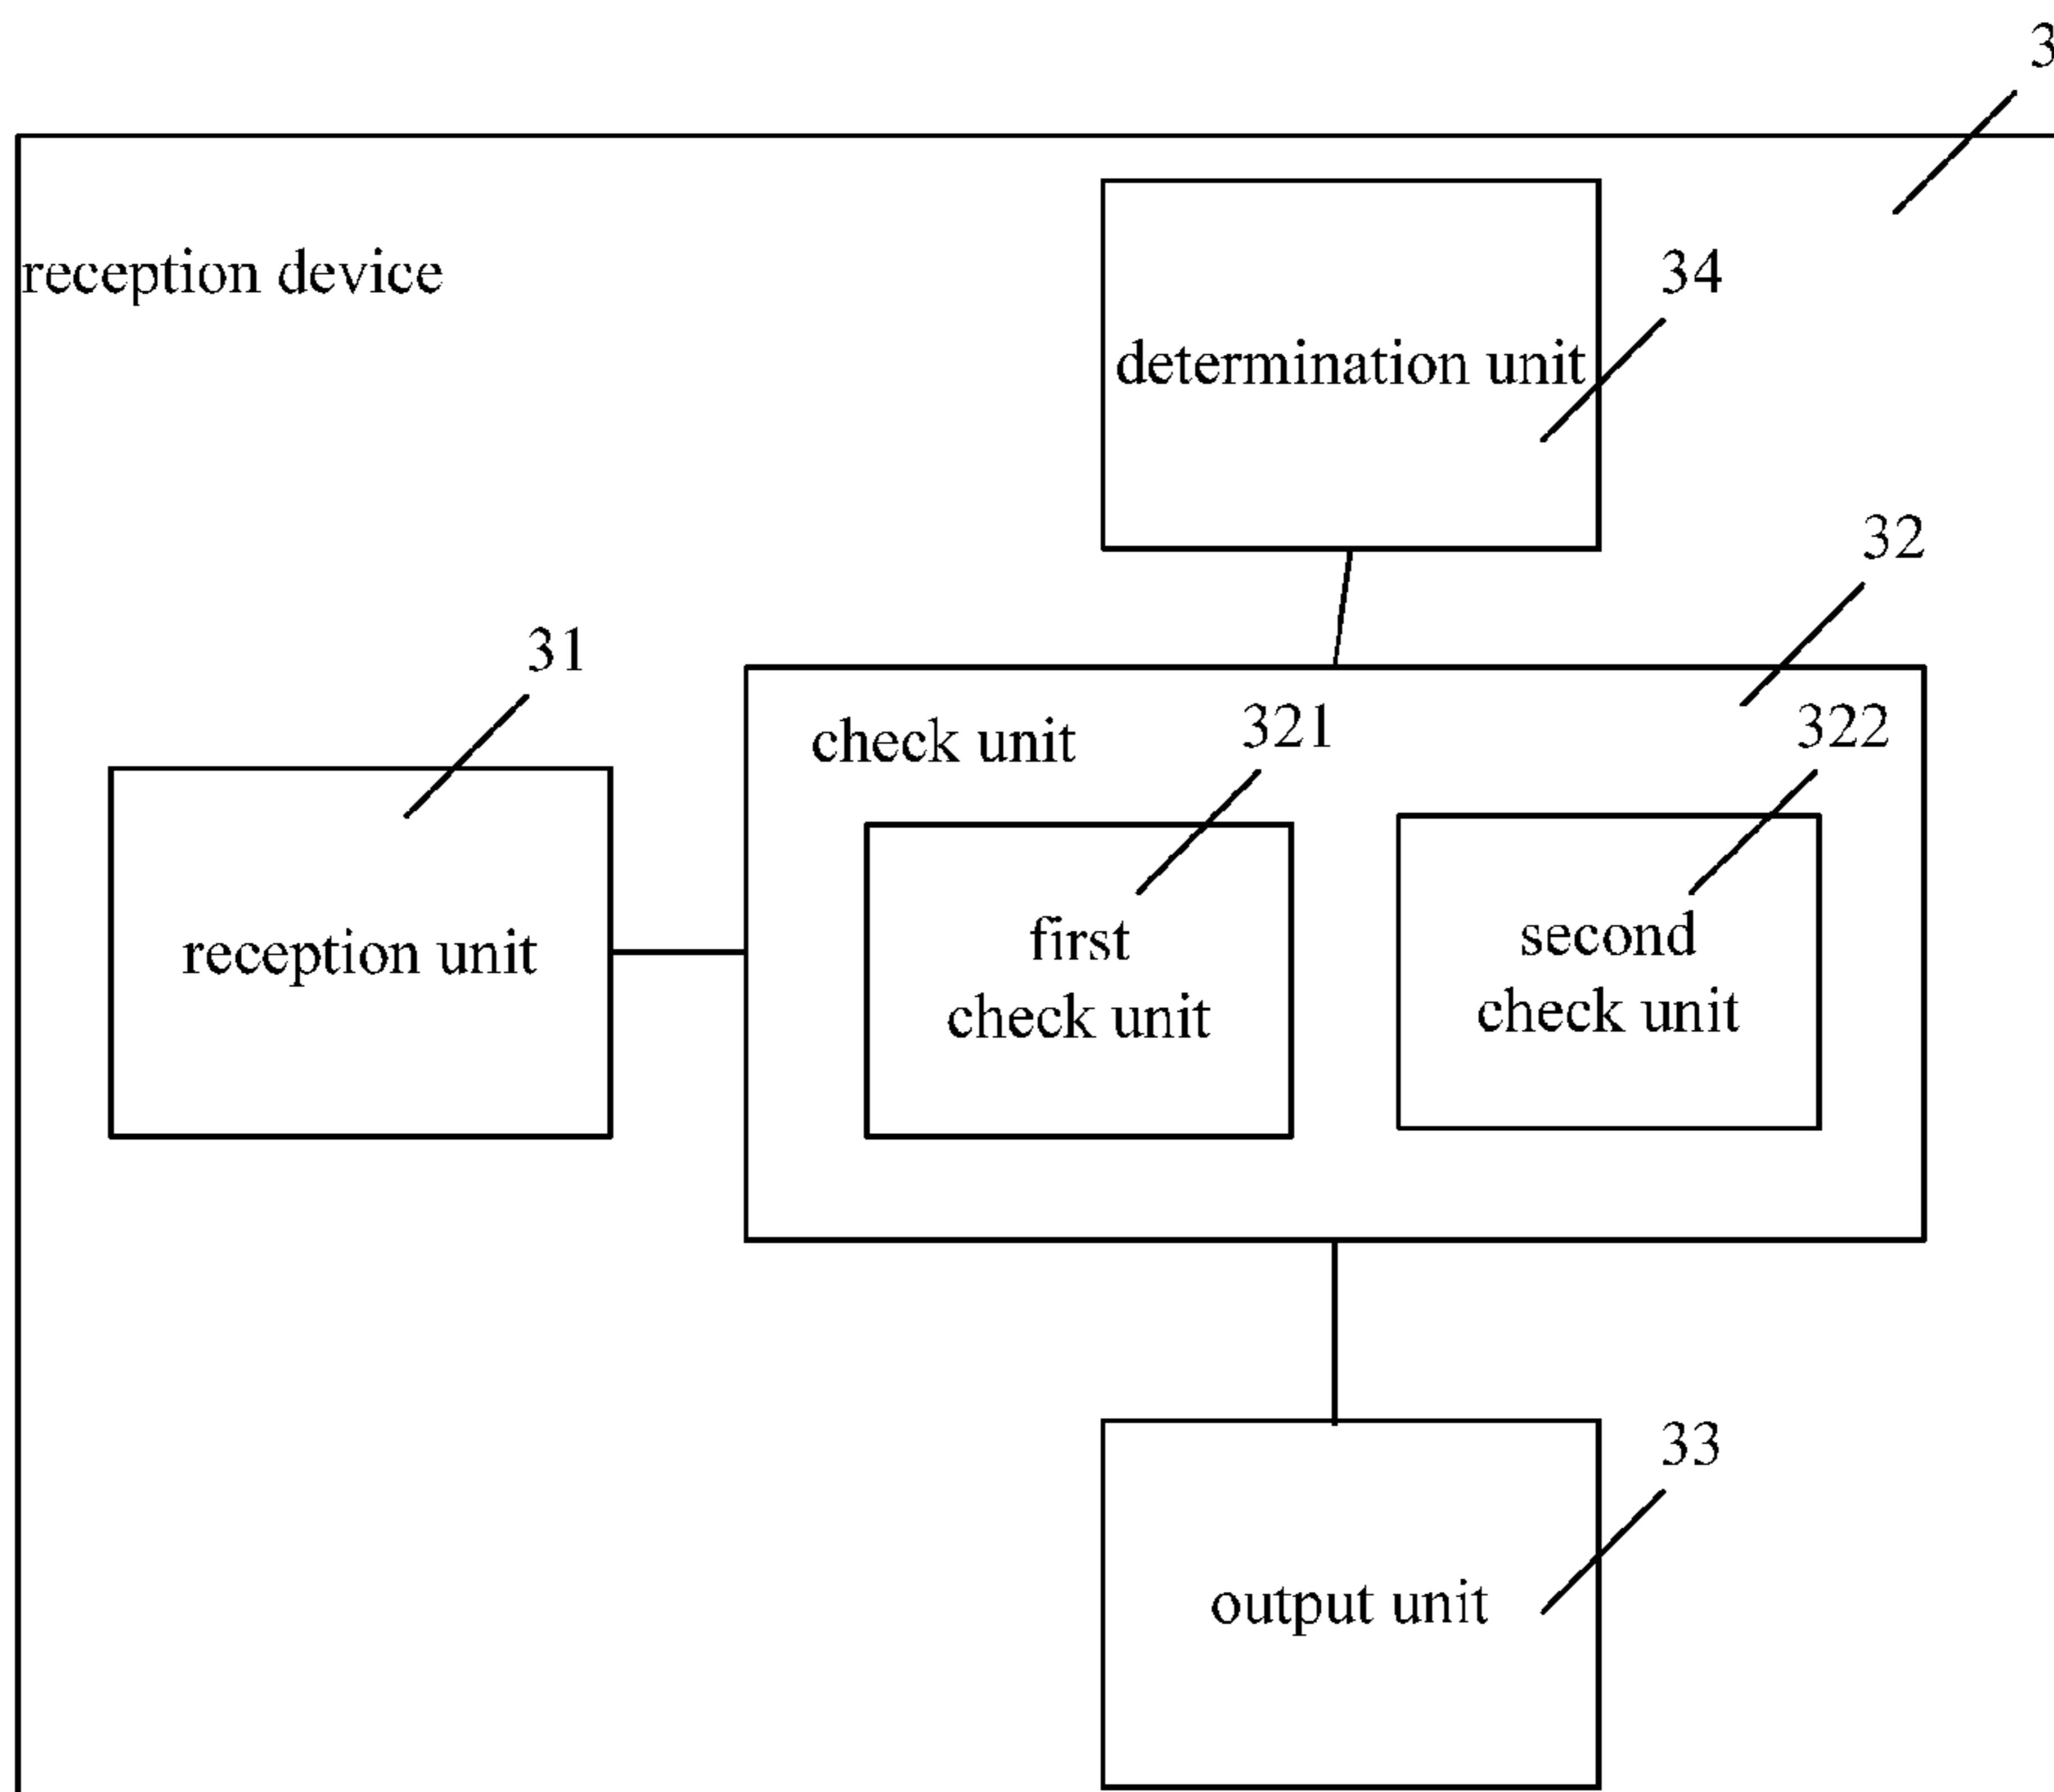 3
reception device
34
determination unit
32
31
321
322
check unit
first
check unit
second
check unit
reception unit
33
output unit